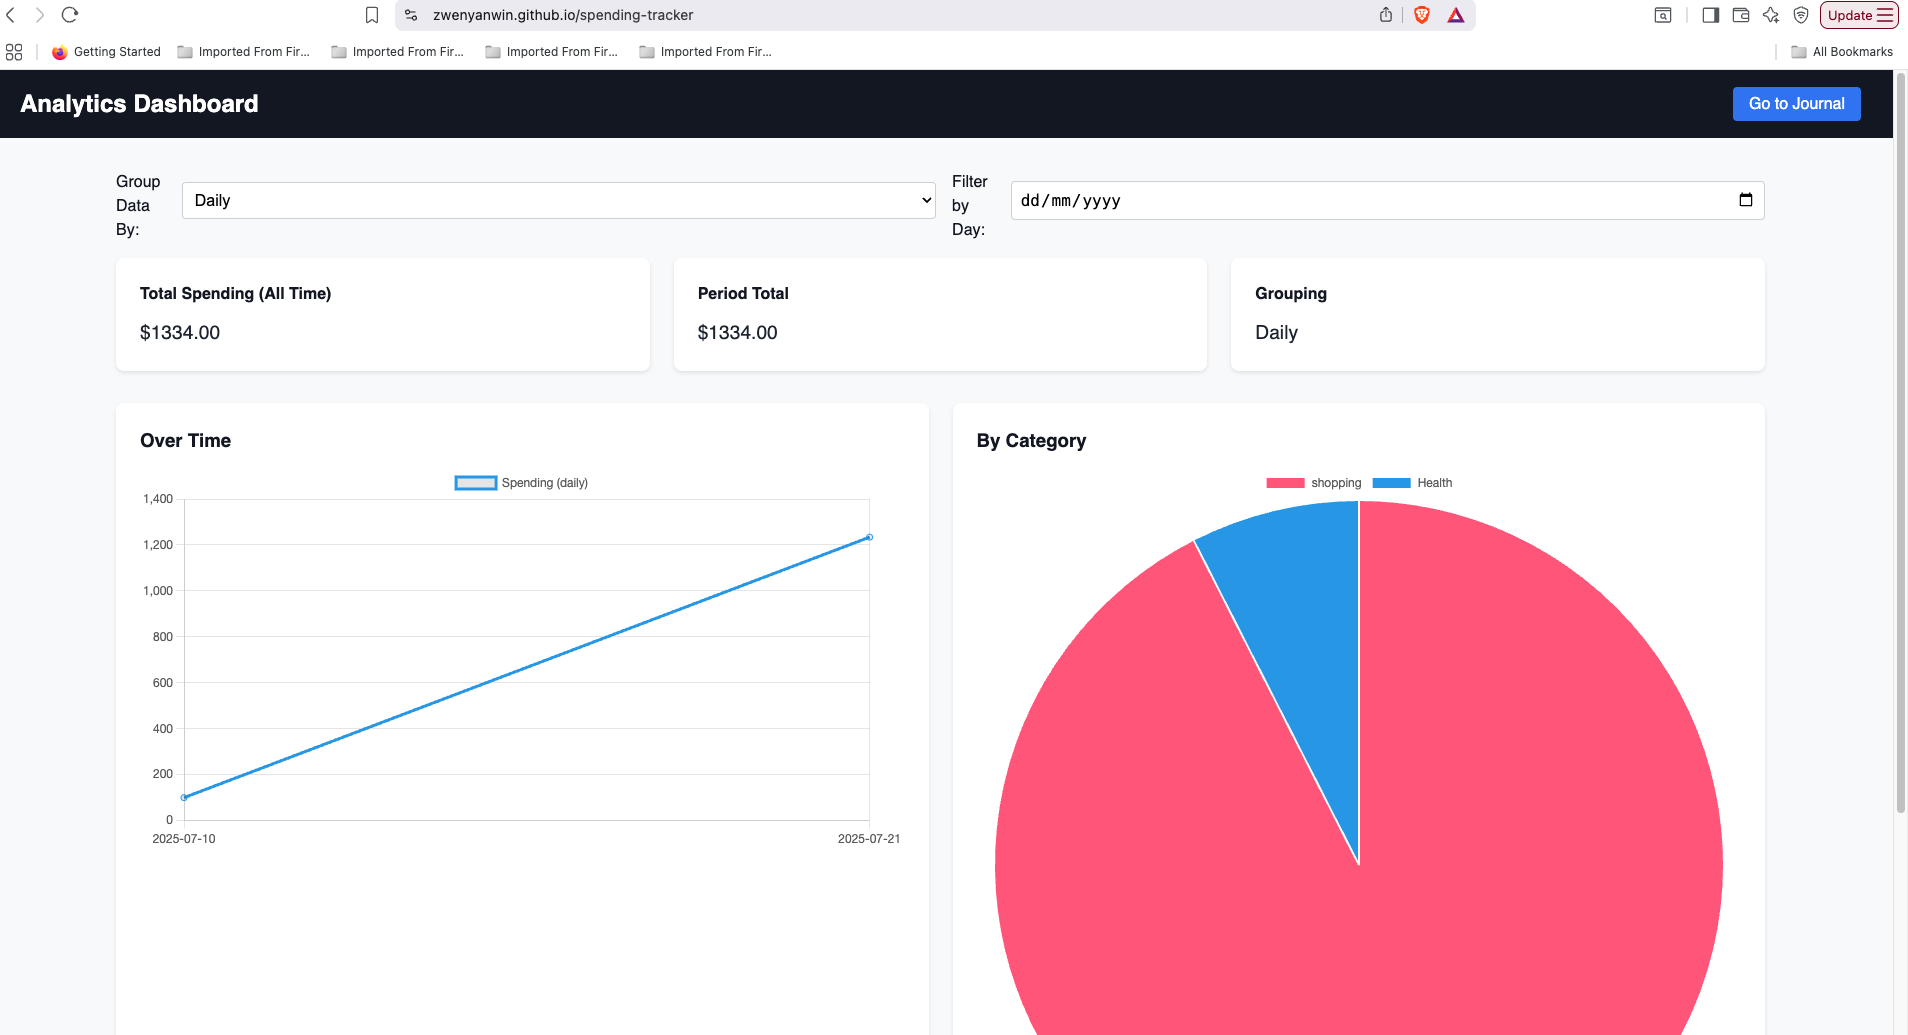 zwenyanwin.github.io/spending-tracker
Update
Getting Started
Imported From Fir...
Imported From Fir...
Imported From Fir...
Imported From Fir...
All Bookmarks
Analytics Dashboard
Go to Journal
Group
Data
By:
Daily
Filter
by
Day:
dd/mm/yyyy
Total Spending (All Time)
$1334.00
Period Total
$1334.00
Grouping
Daily
Over Time
Spending (daily)
1,400
1,200
1,000
800
600
400
200
0
2025-07-10
2025-07-21
By Category
shopping
Health